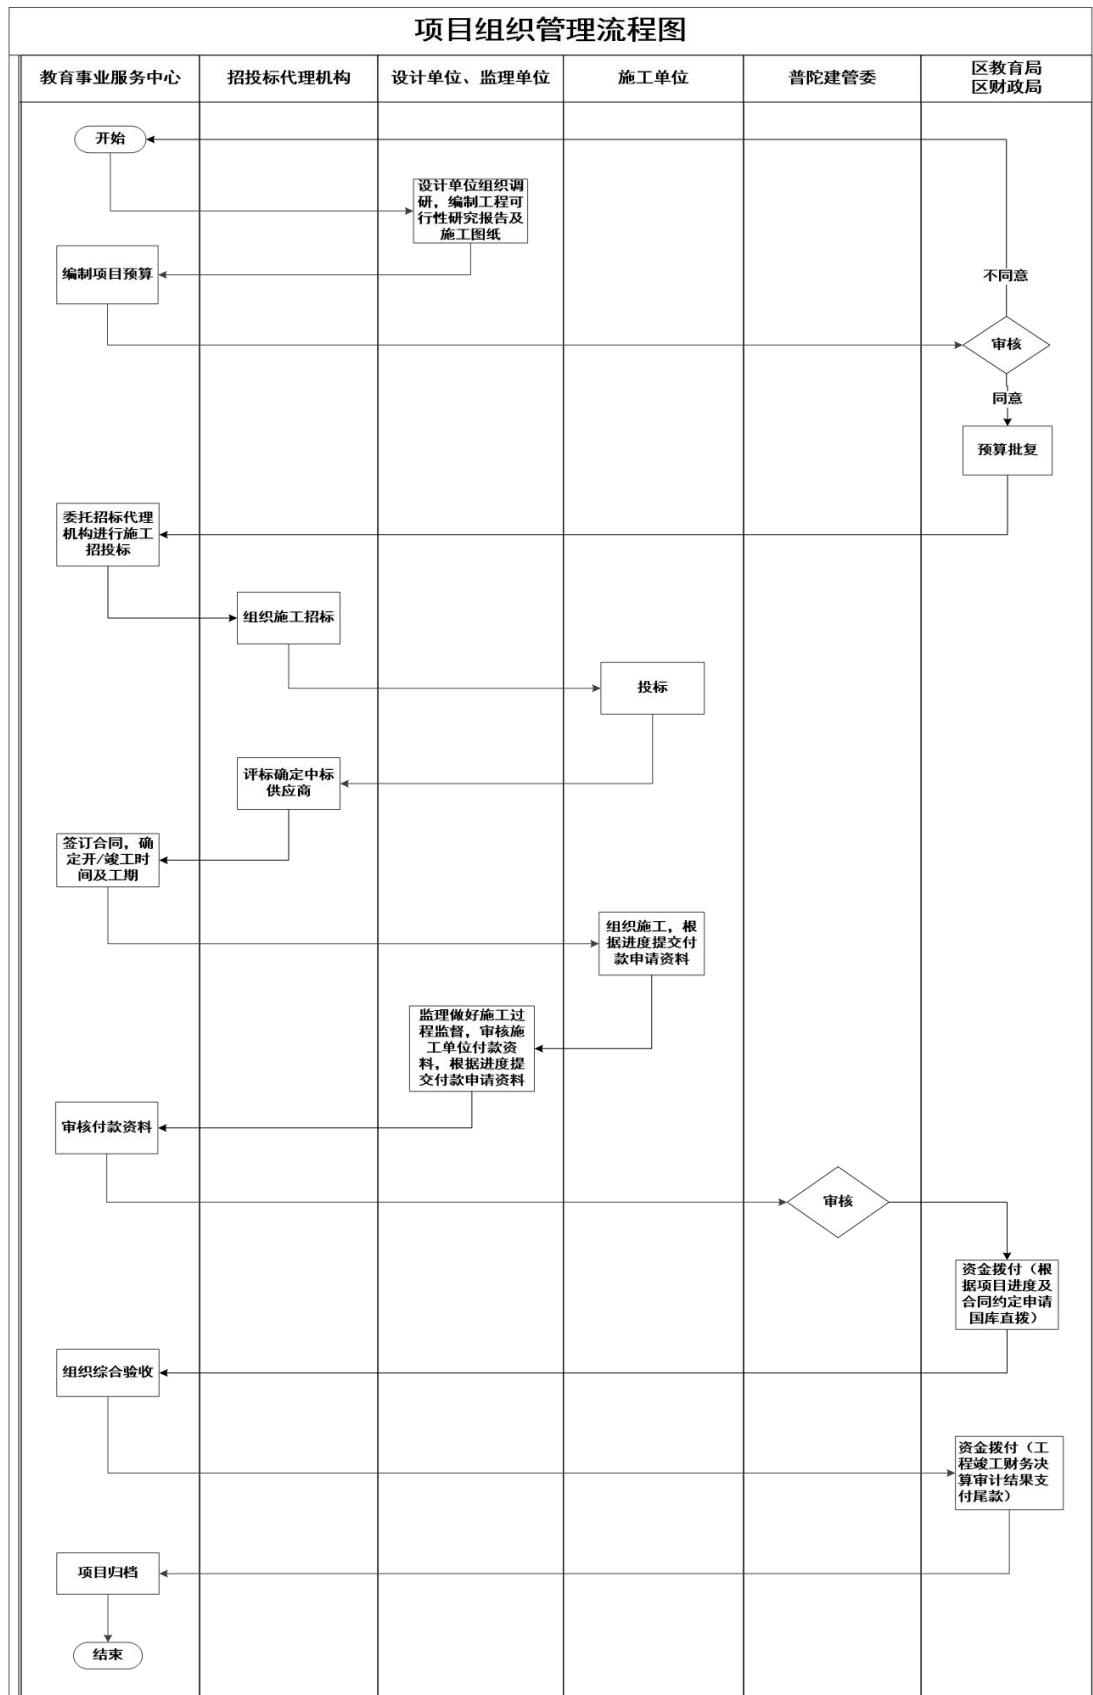 项目组织管理流程图
教育事业服务中心
招投标代理机构
设计单位、监理单位
施工单位
普陀建管委
区教育局
区财政局
开始
设计单位组织调
研，编制工程可
行性研究报告及
施工图纸
编制项目预算
不同意
审核
同意
预算批复
委托招标代理
机构进行施工
招投标
组织施工招标
投标
评标确定中标
供应商
签订合同，确
定开/竣工时
间及工期
组织施工，根
据进度提交付
款申请资料
监理做好施工过
程监督，审核施
工单位付款资
料，根据进度提
交付款申请资料
审核付款资料
审核
资金拨付（根
据项目进度及
合同约定申请
国库直拨）
组织综合验收
资金拨付（工
程竣工财务决
算审计结果支
付尾款）
项目归档
结束